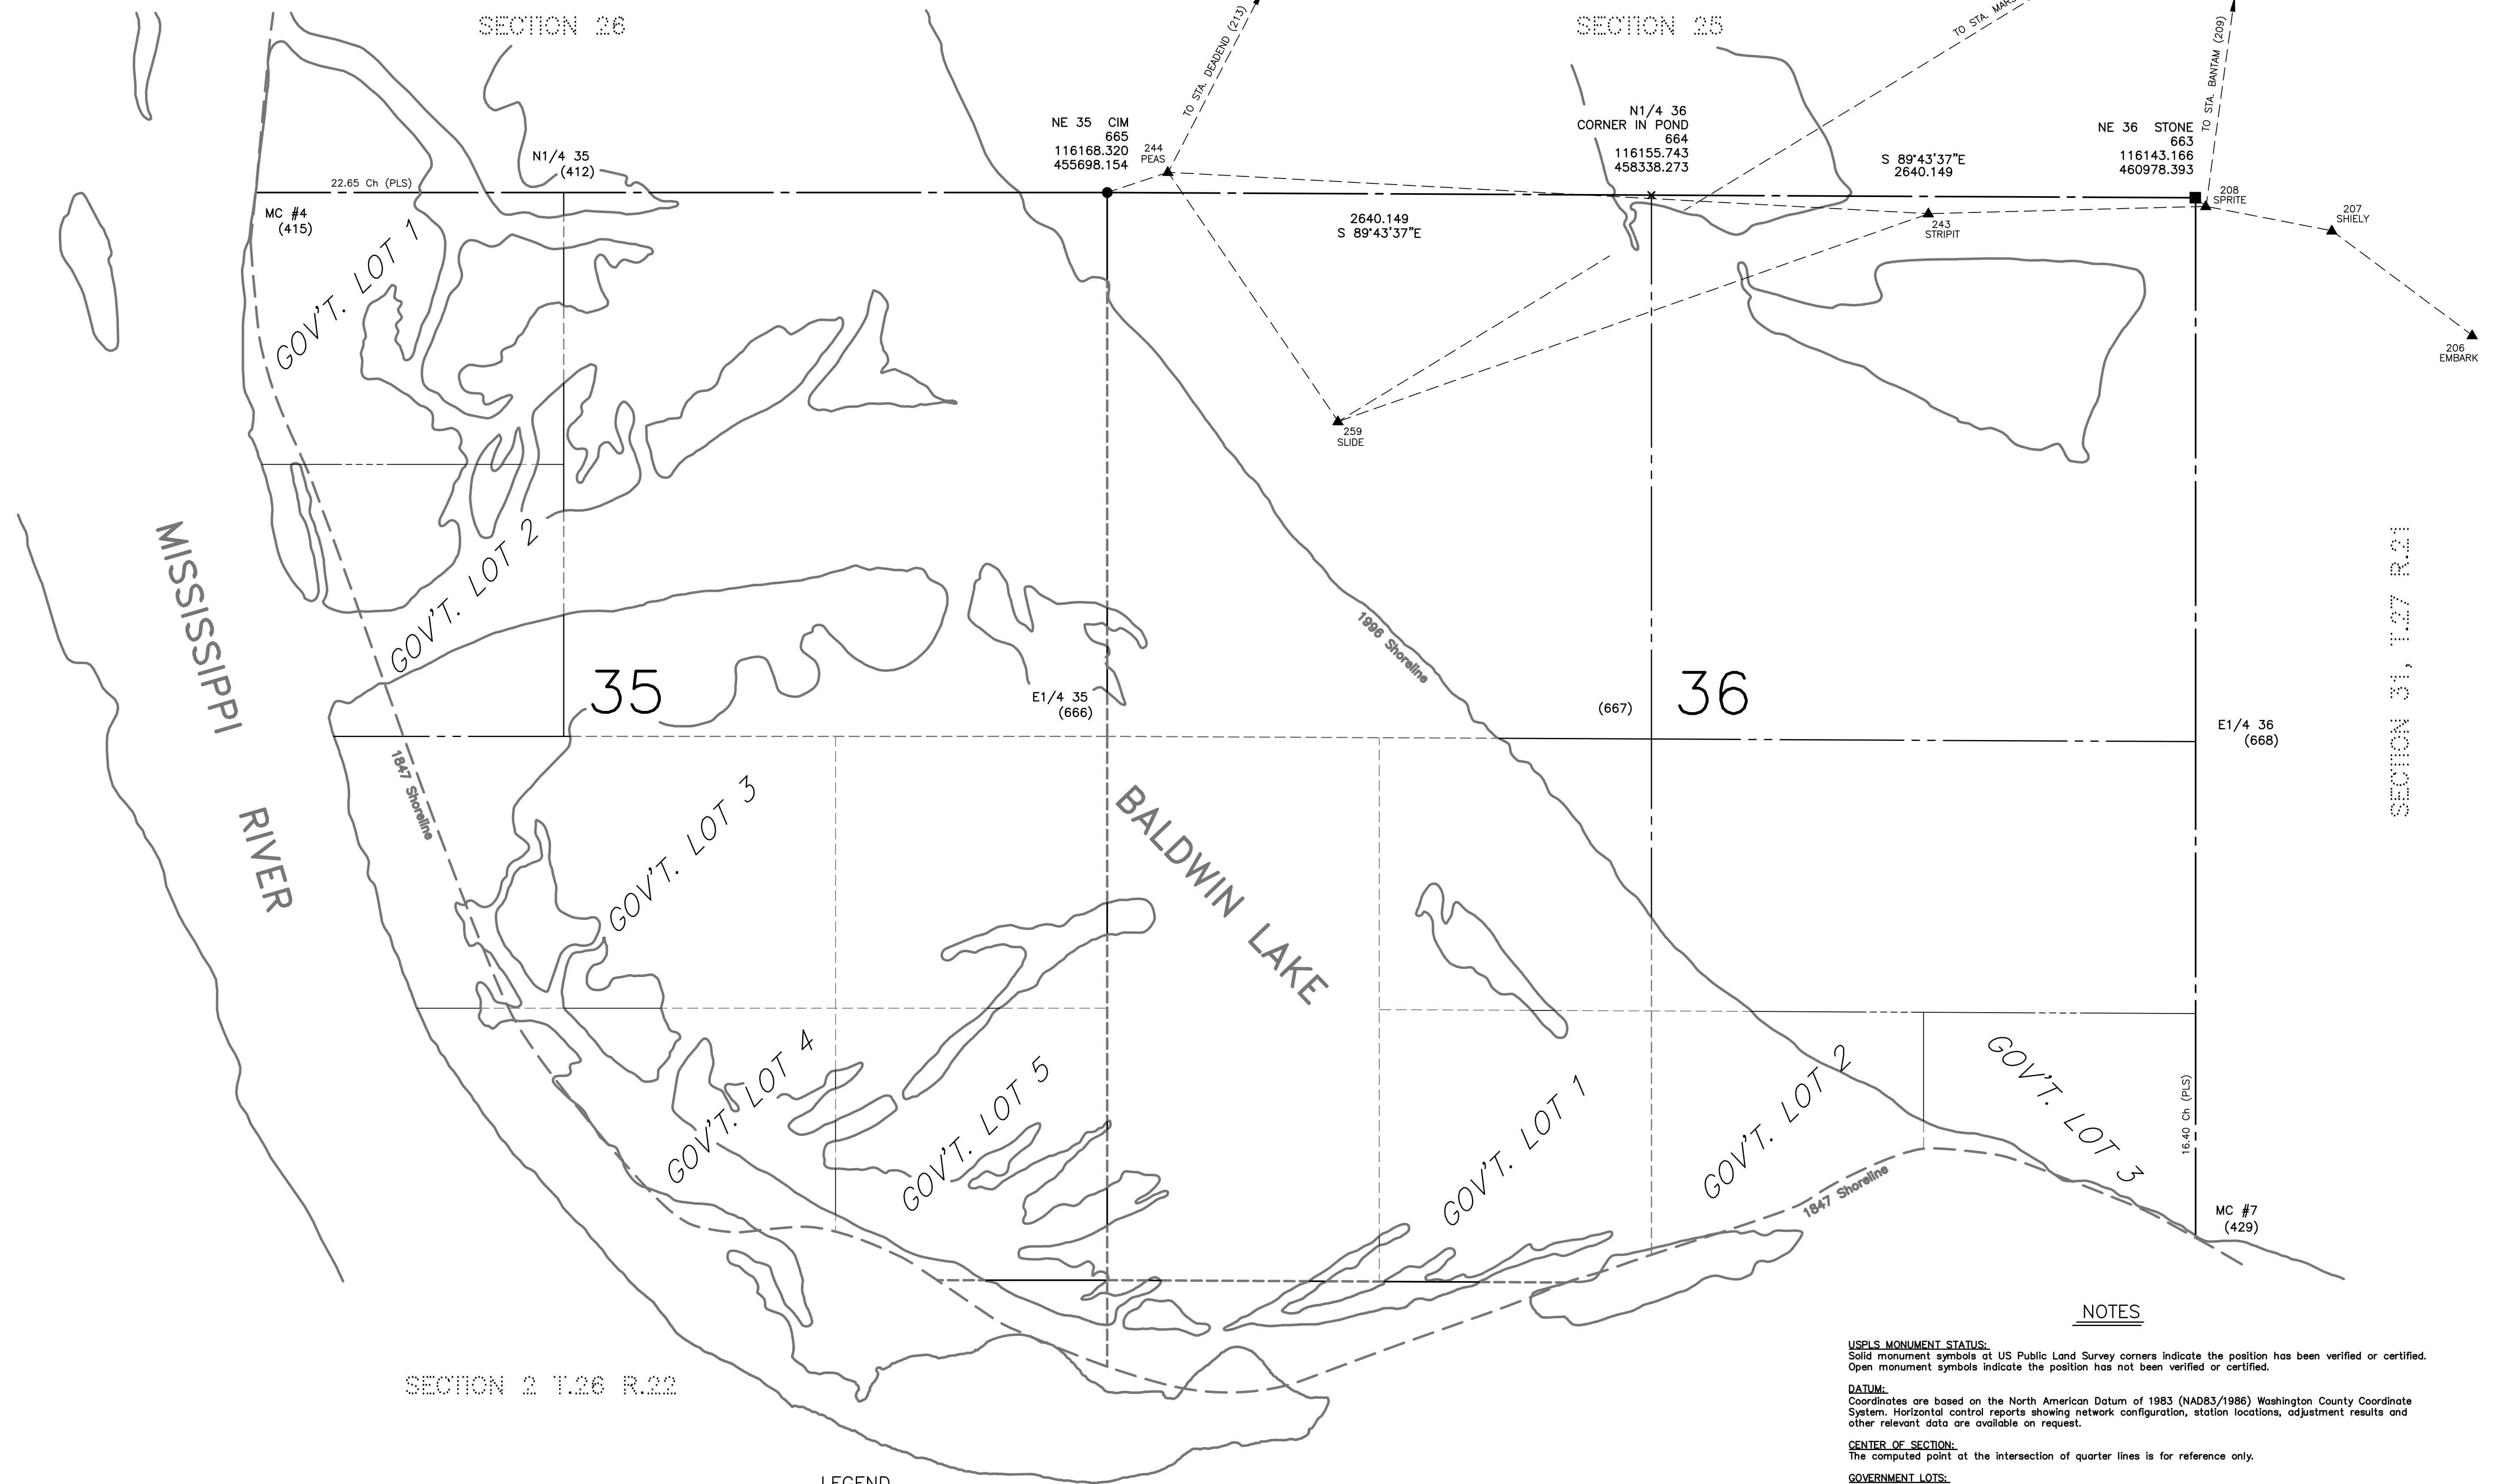 SECTION 26
SECTION 25
TO STA. DEADEND (213)
TO STA. MARS
TO STA. BANTAM (209)
NE 35 CIM
665
116168.320
455698.154
244
PEAS
N1/4 36
CORNER IN POND
664
116155.743
458338.273
S 89°43'37"E
2640.149
NE 36 STONE
663
116143.166
460978.393
208
SPRITE
207
SHIELY
206
EMBARK
N1/4 35
(412)
22.65 Ch (PLS)
MC #4
(415)
2640.149
S 89°43'37"E
243
STRIPIT
259
SLIDE
GOV'T. LOT 1
GOV'T. LOT 2
MISSISSIPPI RIVER
1996 Shoreline
SECTION 31, T.27 R.21
35
E1/4 35
(666)
(667)
36
E1/4 36
(668)
1847 Shoreline
GOV'T. LOT 3
BALDWIN LAKE
GOV'T. LOT 4
GOV'T. LOT 5
GOV'T. LOT 1
GOV'T. LOT 2
GOV'T. LOT 3
16.40 Ch (PLS)
1847 Shoreline
MC #7
(429)
SECTION 2 T.26 R.22
LEGEND
NOTES
USPLS MONUMENT STATUS:
Solid monument symbols at US Public Land Survey corners indicate the position has been verified or certified.
Open monument symbols indicate the position has not been verified or certified.
DATUM:
Coordinates are based on the North American Datum of 1983 (NAD83/1986) Washington County Coordinate
System. Horizontal control reports showing network configuration, station locations, adjustment results and
other relevant data are available on request.
CENTER OF SECTION:
The computed point at the intersection of quarter lines is for reference only.
GOVERNMENT LOTS: